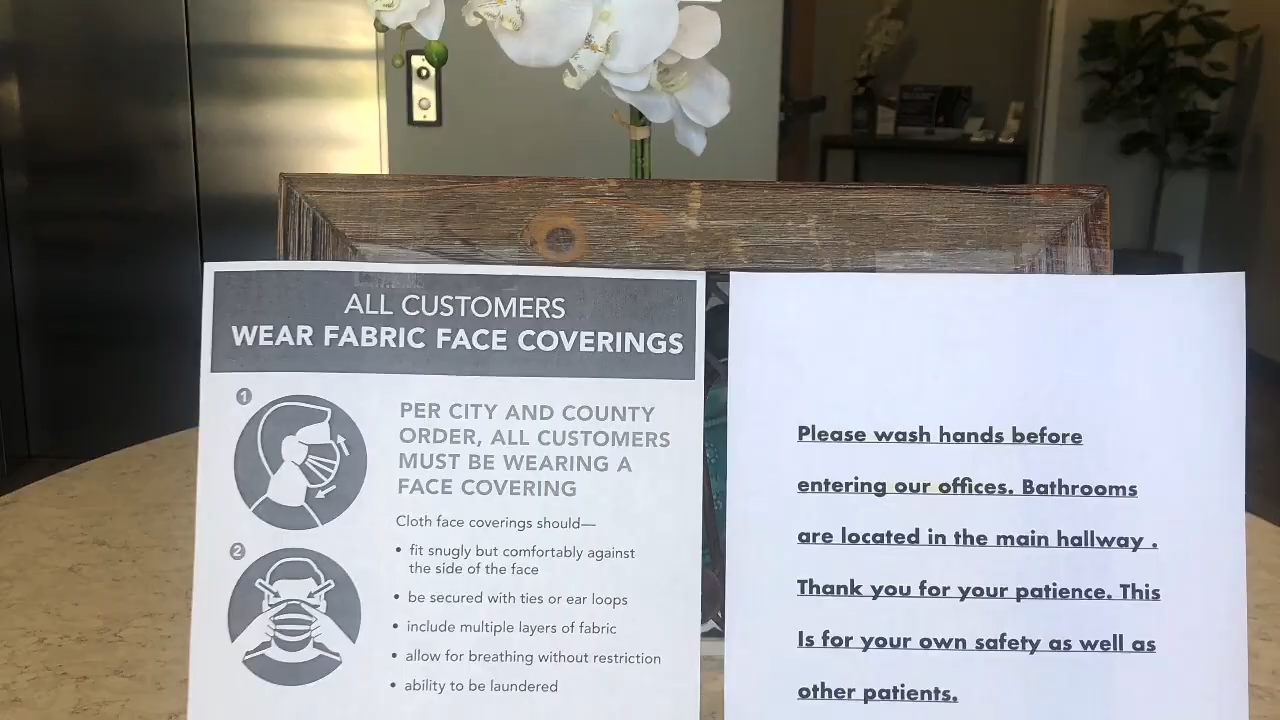 ALL CUSTOMERS
WEAR FABRIC FACE COVERINGS
1
PER CITY AND COUNTY
ORDER, ALL CUSTOMERS
MUST BE WEARING A
FACE COVERING
Cloth face coverings should—
• fit snugly but comfortably against
the side of the face
• be secured with ties or ear loops
• include multiple layers of fabric
• allow for breathing without restriction
• ability to be laundered
2
Please wash hands before
entering our offices. Bathrooms
are located in the main hallway .
Thank you for your patience. This
Is for your own safety as well as
other patients.